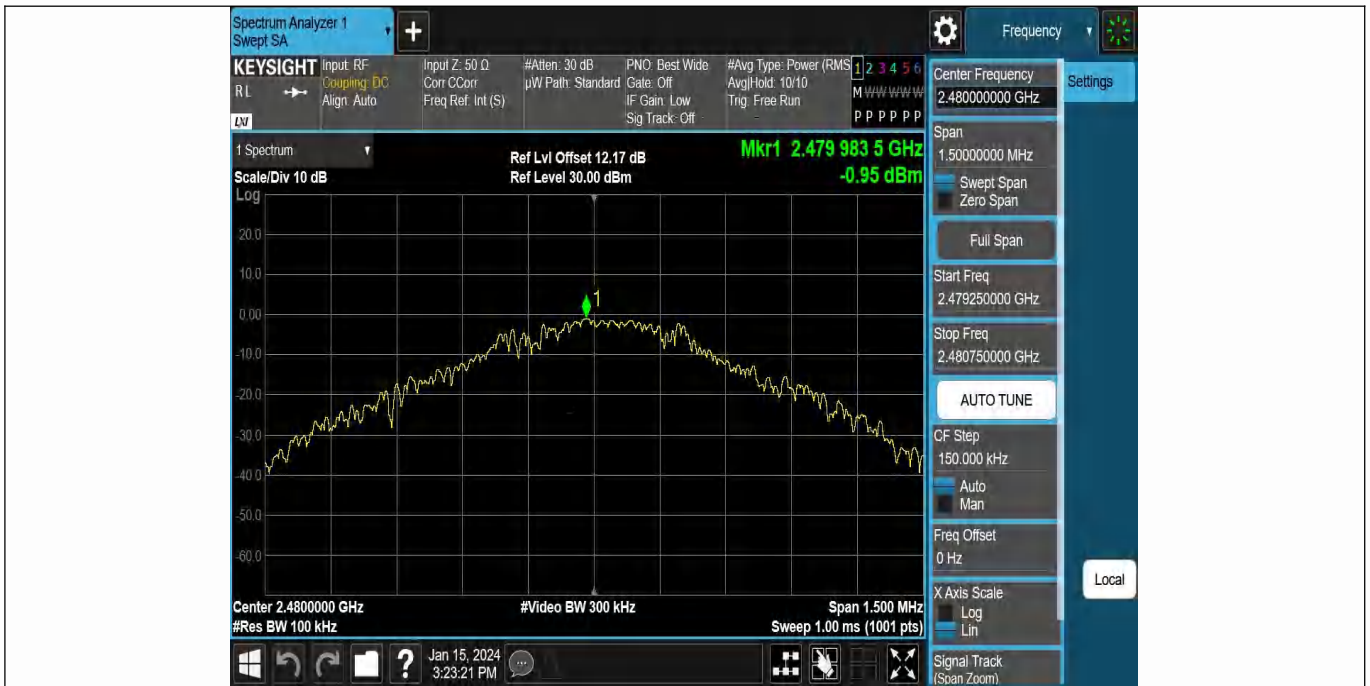 Spectrum Analyzer 1
Swept SA
+
Frequency
KEYSIGHT
RL
LXI
Input: RF
Coupling: DC
Align: Auto
Input Z: 50 Ω
Corr CCorr
Freq Ref: Int (S)
#Atten: 30 dB
µW Path: Standard
PNO: Best Wide
Gate: Off
IF Gain: Low
Sig Track: Off
#Avg Type: Power (RMS
Avg|Hold: 10/10
Trig: Free Run
1 2 3 4 5 6
M W W W W W
P P P P P P
1 Spectrum
Scale/Div 10 dB
Log
Ref Lvl Offset 12.17 dB
Ref Level 30.00 dBm
Mkr1 2.479 983 5 GHz
-0.95 dBm
20.0
10.0
0.00
-10.0
-20.0
-30.0
-40.0
-50.0
-60.0
1
Center 2.4800000 GHz
#Res BW 100 kHz
#Video BW 300 kHz
Span 1.500 MHz
Sweep 1.00 ms (1001 pts)
Center Frequency
2.480000000 GHz
Settings
Span
1.50000000 MHz
Swept Span
Zero Span
Full Span
Start Freq
2.479250000 GHz
Stop Freq
2.480750000 GHz
AUTO TUNE
CF Step
150.000 kHz
Auto
Man
Freq Offset
0 Hz
X Axis Scale
Log
Lin
Signal Track
(Span Zoom)
Local
?
Jan 15, 2024
3:23:21 PM